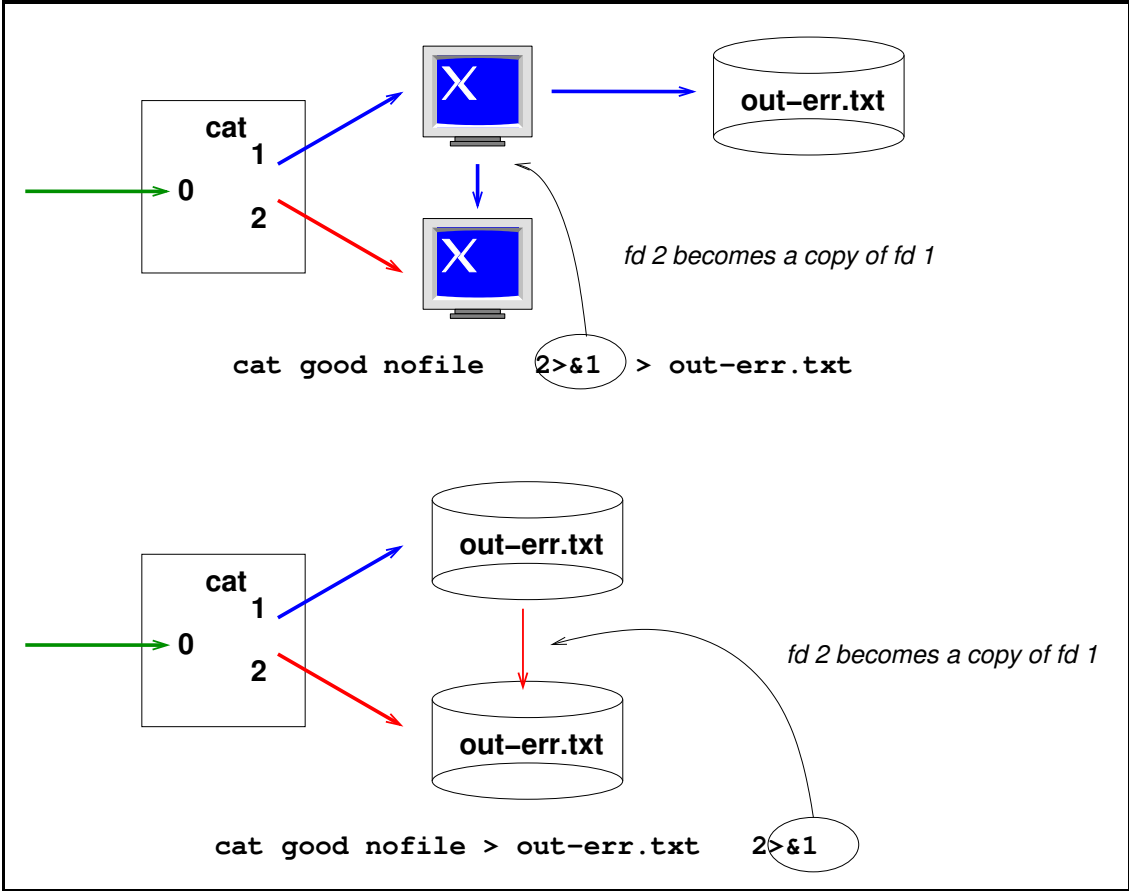 out−err.txt
cat
1
0
2
fd 2 becomes a copy of fd 1
cat good nofile 2>&1 > out−err.txt
out−err.txt
cat
1
0
2
fd 2 becomes a copy of fd 1
out−err.txt
cat good nofile > out−err.txt 2>&1